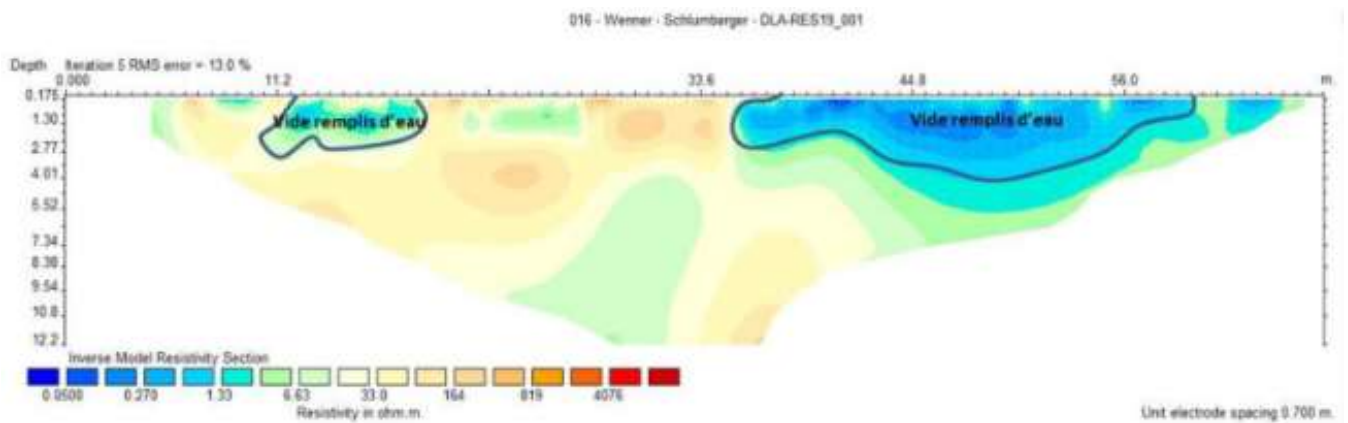 016 - Wenner - Schlumberger - DLA-RES19_001
Depth Iteration 5 RMS error = 13.0 %
0.000 11.2 33.6 44.8 56.0 m.
0.175
1.30
2.77
4.01
5.52
7.34
8.38
9.54
10.8
12.2
Vide remplis d'eau
Vide remplis d'eau
Inverse Model Resistivity Section
0.0500 0.270 1.33 6.63 33.0 164 819 4076
Resistivity in ohm.m
Unit electrode spacing 0.700 m.